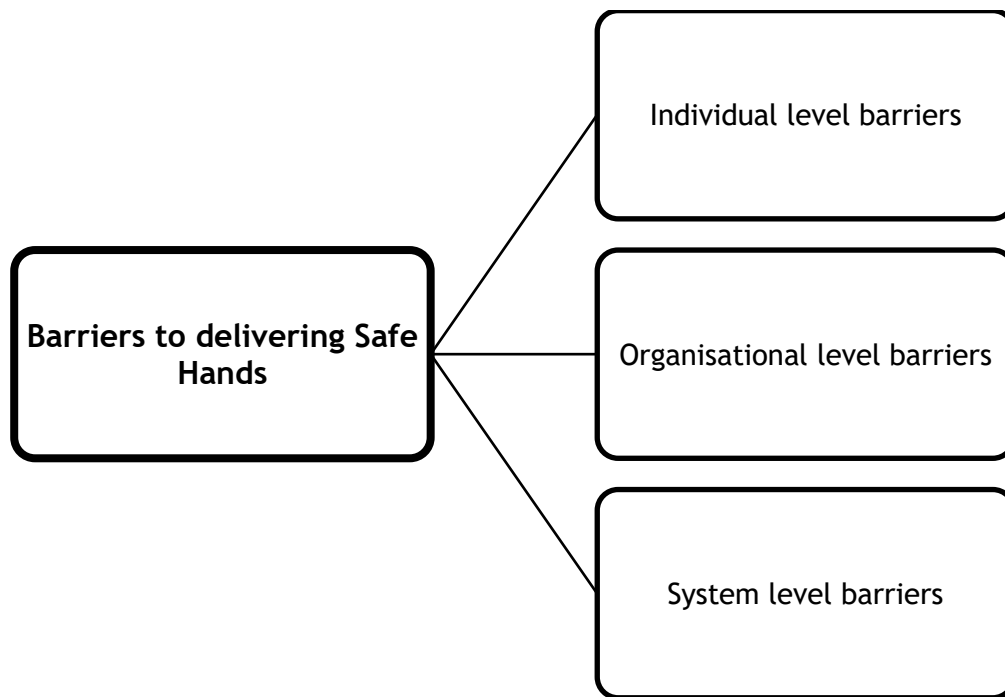 Individual level barriers
Barriers to delivering Safe
Hands
Organisational level barriers
System level barriers